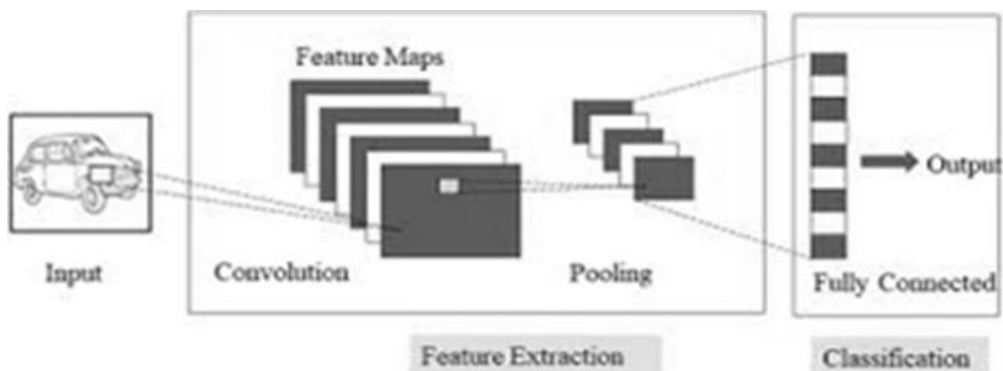 Feature Maps
Input
Convolution
Pooling
Output
Fully Connected
Feature Extraction
Classification